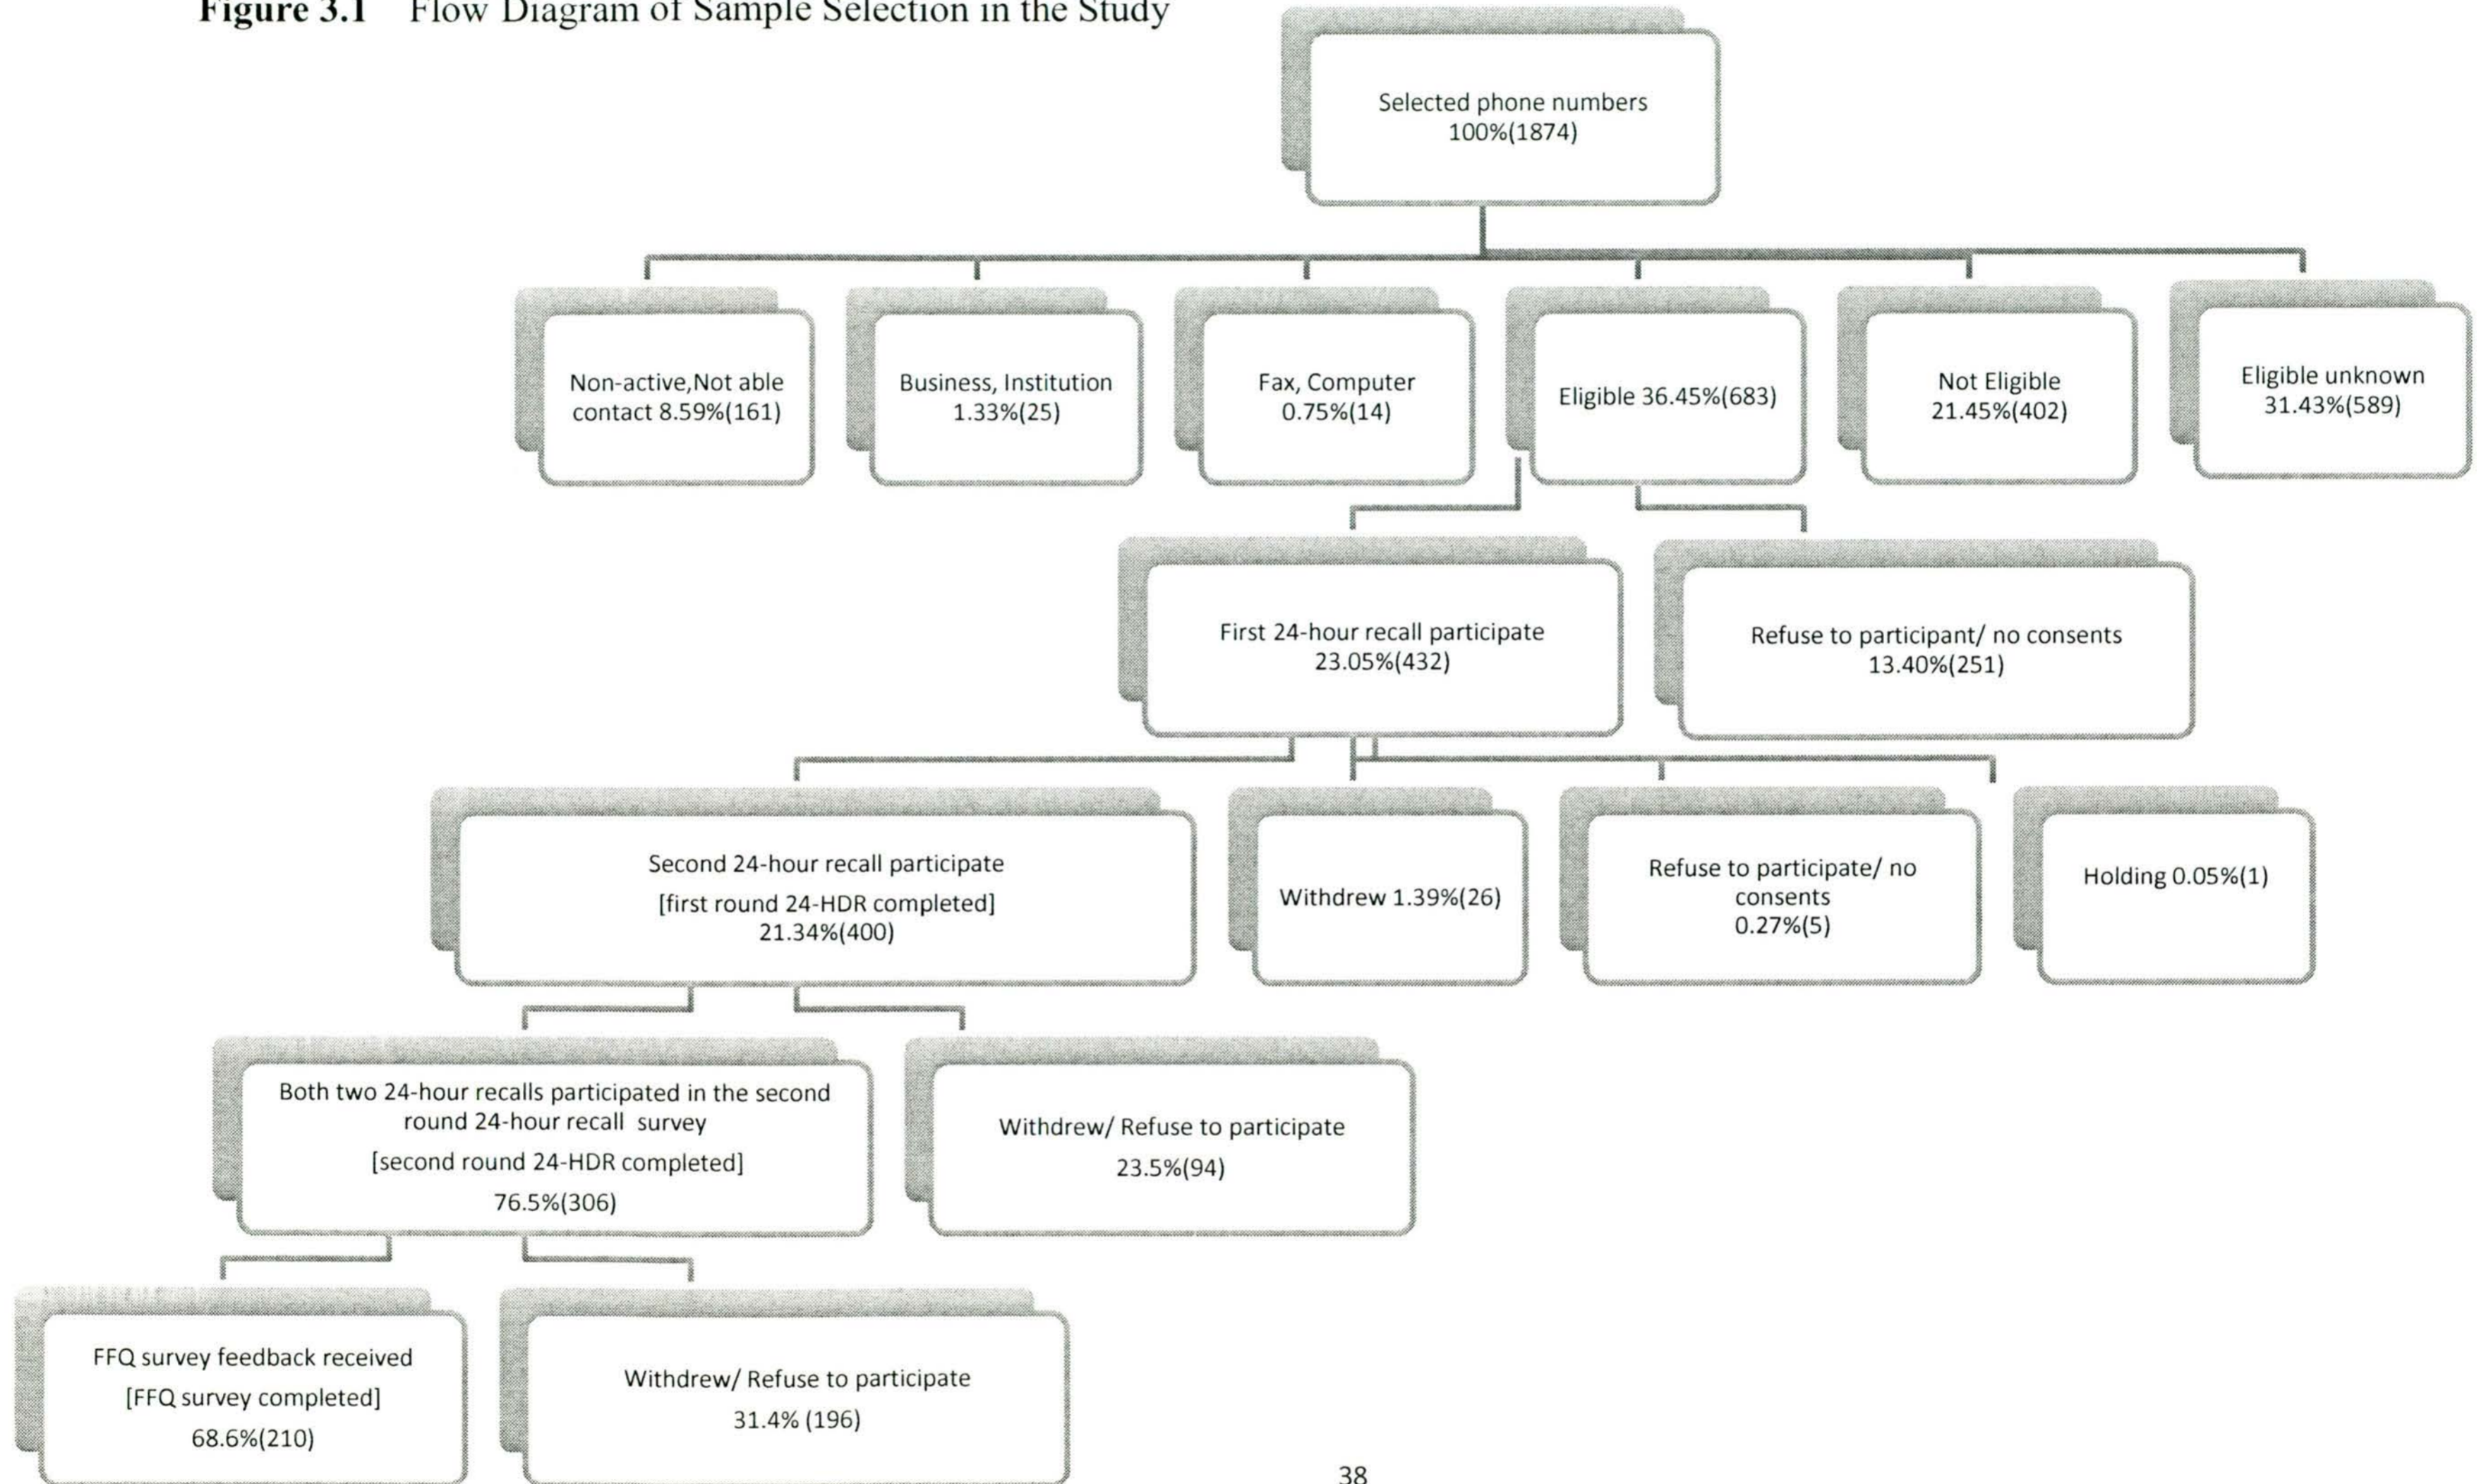 Figure 3.1 Flow Diagram of Sample Selection in the Study
Selected phone numbers
100%(1874)
Non-active,Not able
contact 8.59%(161)
Business, Institution
1.33%(25)
Fax, Computer
0.75%(14)
Eligible 36.45%(683)
Not Eligible
21.45%(402)
Eligible unknown
31.43%(589)
First 24-hour recall participate
23.05%(432)
Refuse to participant/ no consents
13.40%(251)
Second 24-hour recall participate
[first round 24-HDR completed]
21.34%(400)
Withdrew 1.39%(26)
Refuse to participate/ no
consents
0.27%(5)
Holding 0.05%(1)
Both two 24-hour recalls participated in the second
round 24-hour recall survey
[second round 24-HDR completed]
76.5%(306)
Withdrew/ Refuse to participate
23.5%(94)
FFQ survey feedback received
[FFQ survey completed]
68.6%(210)
Withdrew/ Refuse to participate
31.4% (196)
38